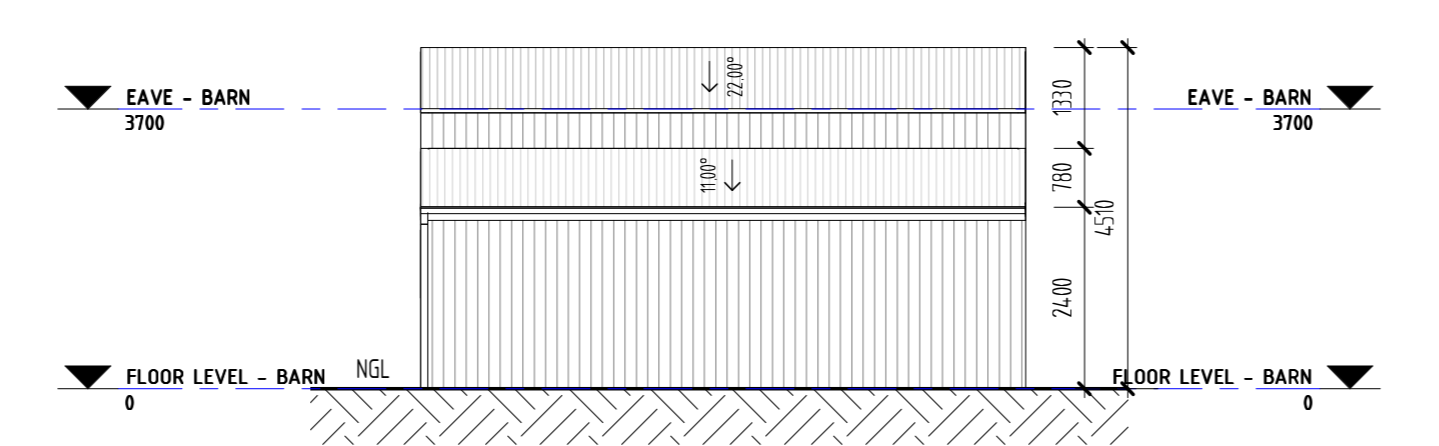 22.00°
EAVE - BARN
3700
EAVE - BARN
3700
1330
11.00°
780
4510
2400
NGL
FLOOR LEVEL - BARN
0
FLOOR LEVEL - BARN
0